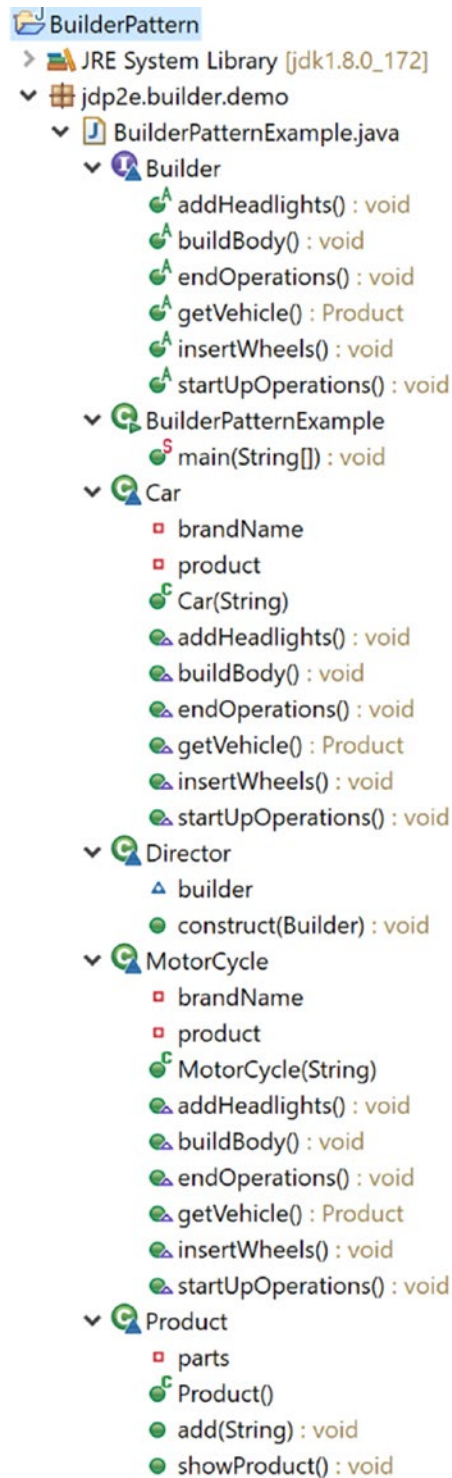 BuilderPattern
JRE System Library [jdk1.8.0_172]
jdp2e.builder.demo
BuilderPatternExample.java
Builder
addHeadlights() : void
buildBody() : void
endOperations() : void
getVehicle() : Product
insertWheels() : void
startUpOperations() : void
BuilderPatternExample
main(String[]) : void
Car
brandName
product
Car(String)
addHeadlights() : void
buildBody() : void
endOperations() : void
getVehicle() : Product
insertWheels() : void
startUpOperations() : void
Director
builder
construct(Builder) : void
MotorCycle
brandName
product
MotorCycle(String)
addHeadlights() : void
buildBody() : void
endOperations() : void
getVehicle() : Product
insertWheels() : void
startUpOperations() : void
Product
parts
Product()
add(String) : void
showProduct() : void